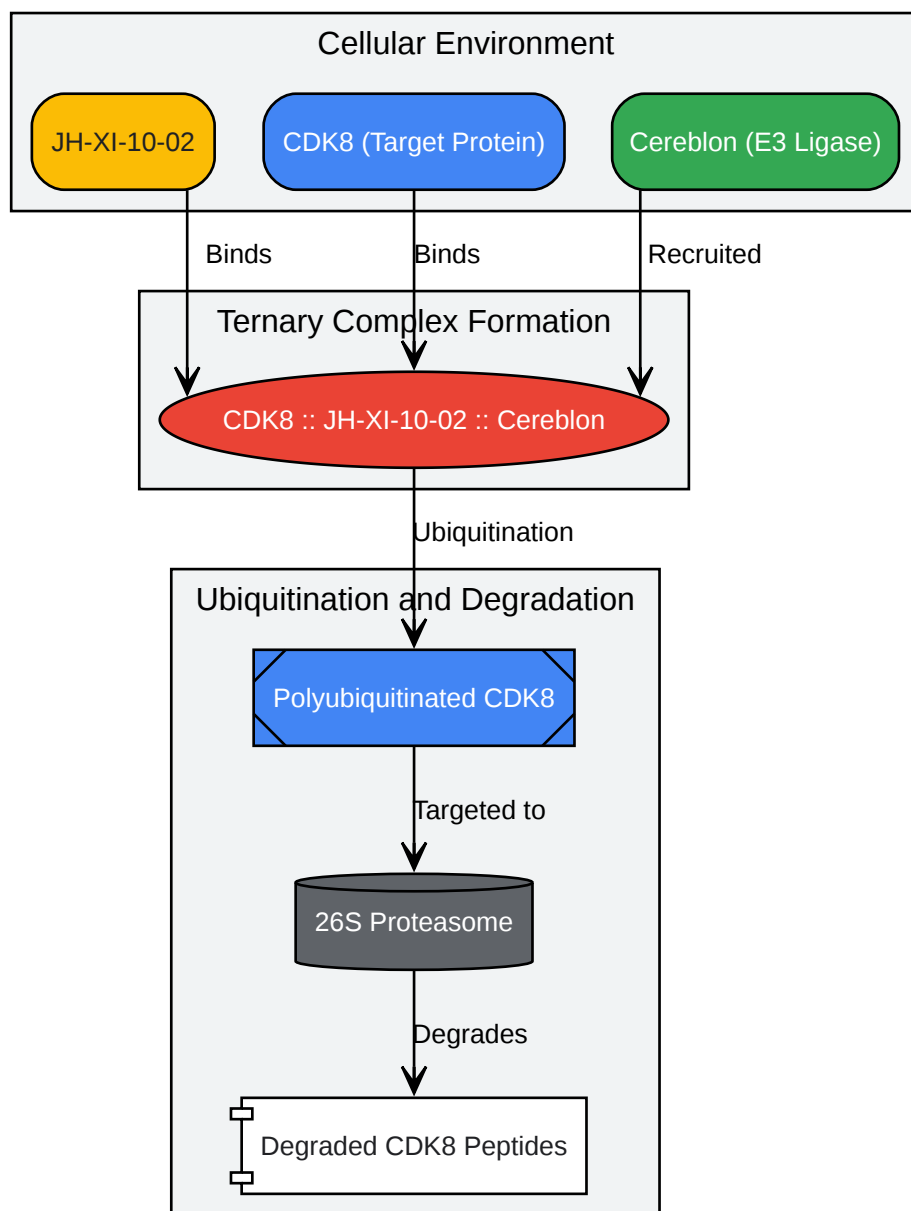 Cellular Environment
JH-XI-10-02
CDK8 (Target Protein)
Cereblon (E3 Ligase)
Binds
Binds
Recruited
Ternary Complex Formation
CDK8 :: JH-XI-10-02 :: Cereblon
Ubiquitination
Ubiquitination and Degradation
Polyubiquitinated CDK8
Targeted to
26S Proteasome
Degrades
Degraded CDK8 Peptides